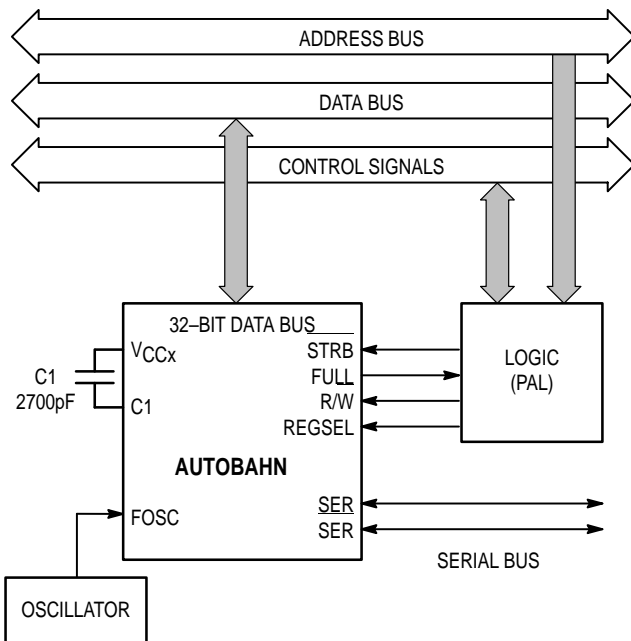 ADDRESS BUS
DATA BUS
CONTROL SIGNALS
32–BIT DATA BUS
VCCx
STRB
LOGIC
(PAL)
FULL
C1
2700pF
R/W
C1
REGSEL
AUTOBAHN
SER
FOSC
SER
SERIAL BUS
OSCILLATOR